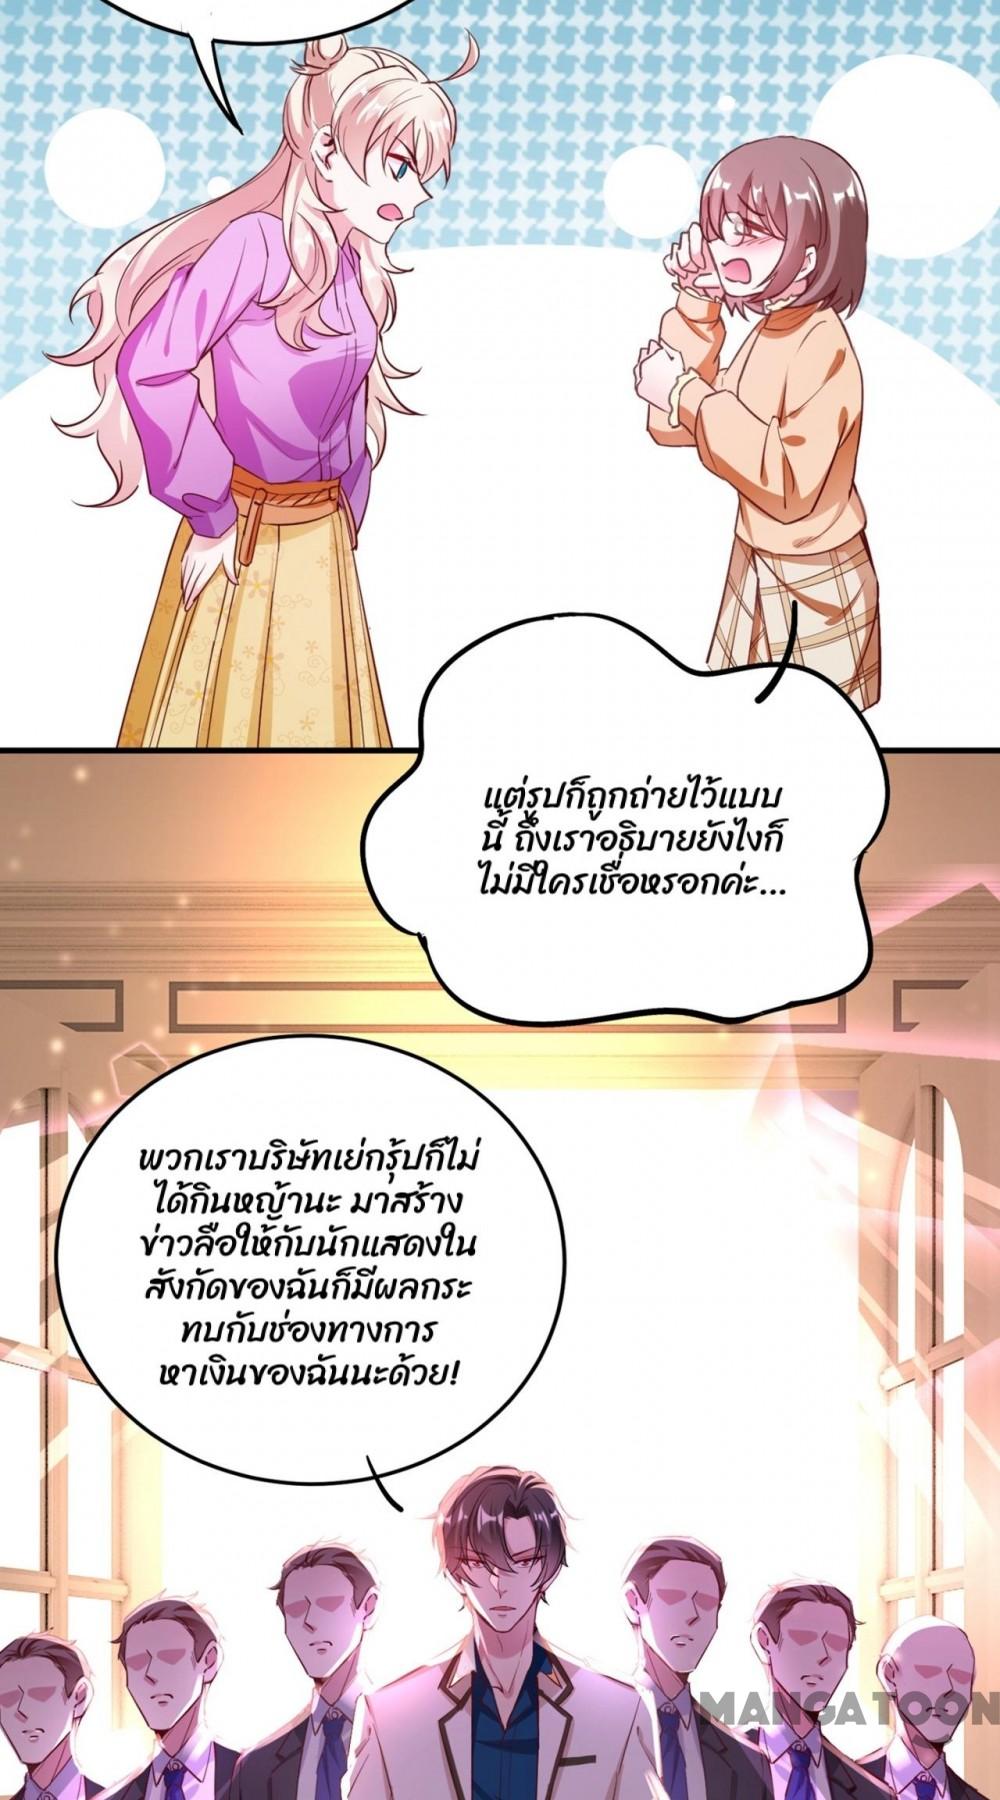 แต่รูปก็ถูกถ่ายไว้แบบ
นี้ ถึงเราอธิบายยังไงก็
ไม่มีใครเชื่อหรอกค่ะ...
พวกเราบริษัทเย่กรุ้ปก็ไม่
ได้กินหญ้านะ มาสร้าง
ข่าวลือให้กับนักแสดงใน
สังกัดของฉันก็มีผลกระ
ทบกับช่องทางการ
หาเงินของฉันนะด้วย!
MANGATOON